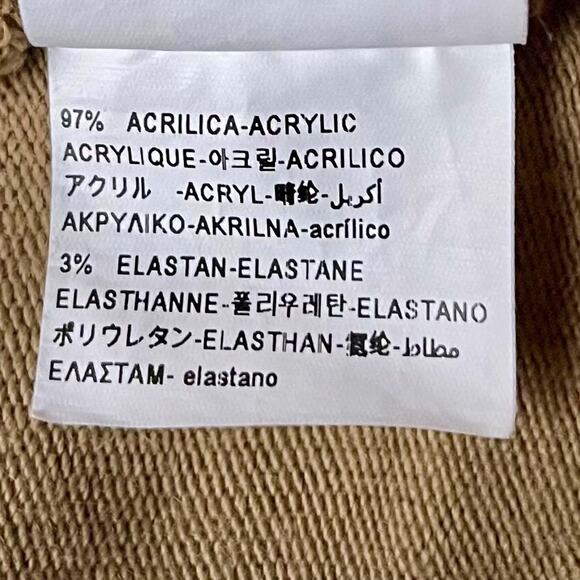 97% ACRILICA-ACRYLIC
ACRYLIQUE-아크릴-ACRILICO
アクリル -ACRYL-腈纶-أكريل
ΑΚΡΥΛΙΚΟ-AKRILNA-acrílico
3% ELASTAN-ELASTANE
ELASTHANNE-폴리우레탄-ELASTANO
ポリウレタン-ELASTHAN-氨纶-مطاط
ΕΛΑΣΤΑΜ- elastano